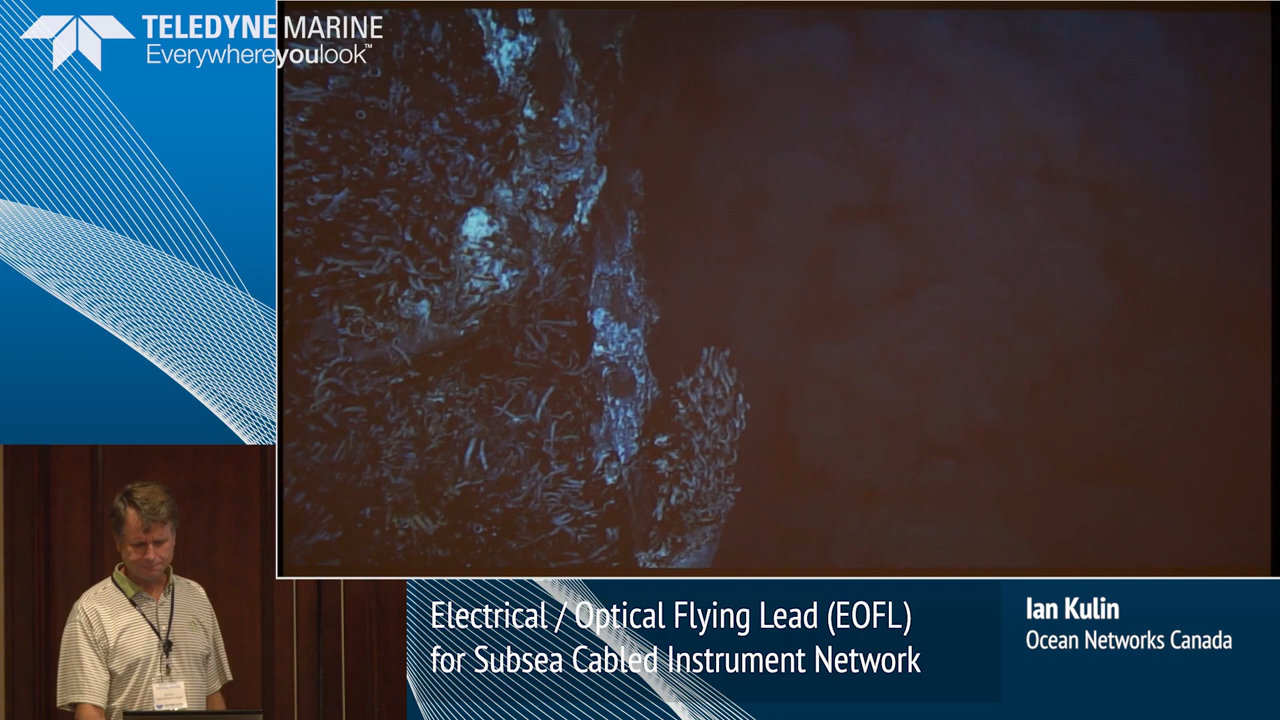 TELEDYNE MARINE
Everywhereyoulook™
Electrical / Optical Flying Lead (EOFL)
for Subsea Cabled Instrument Network
Ian Kulin
Ocean Networks Canada